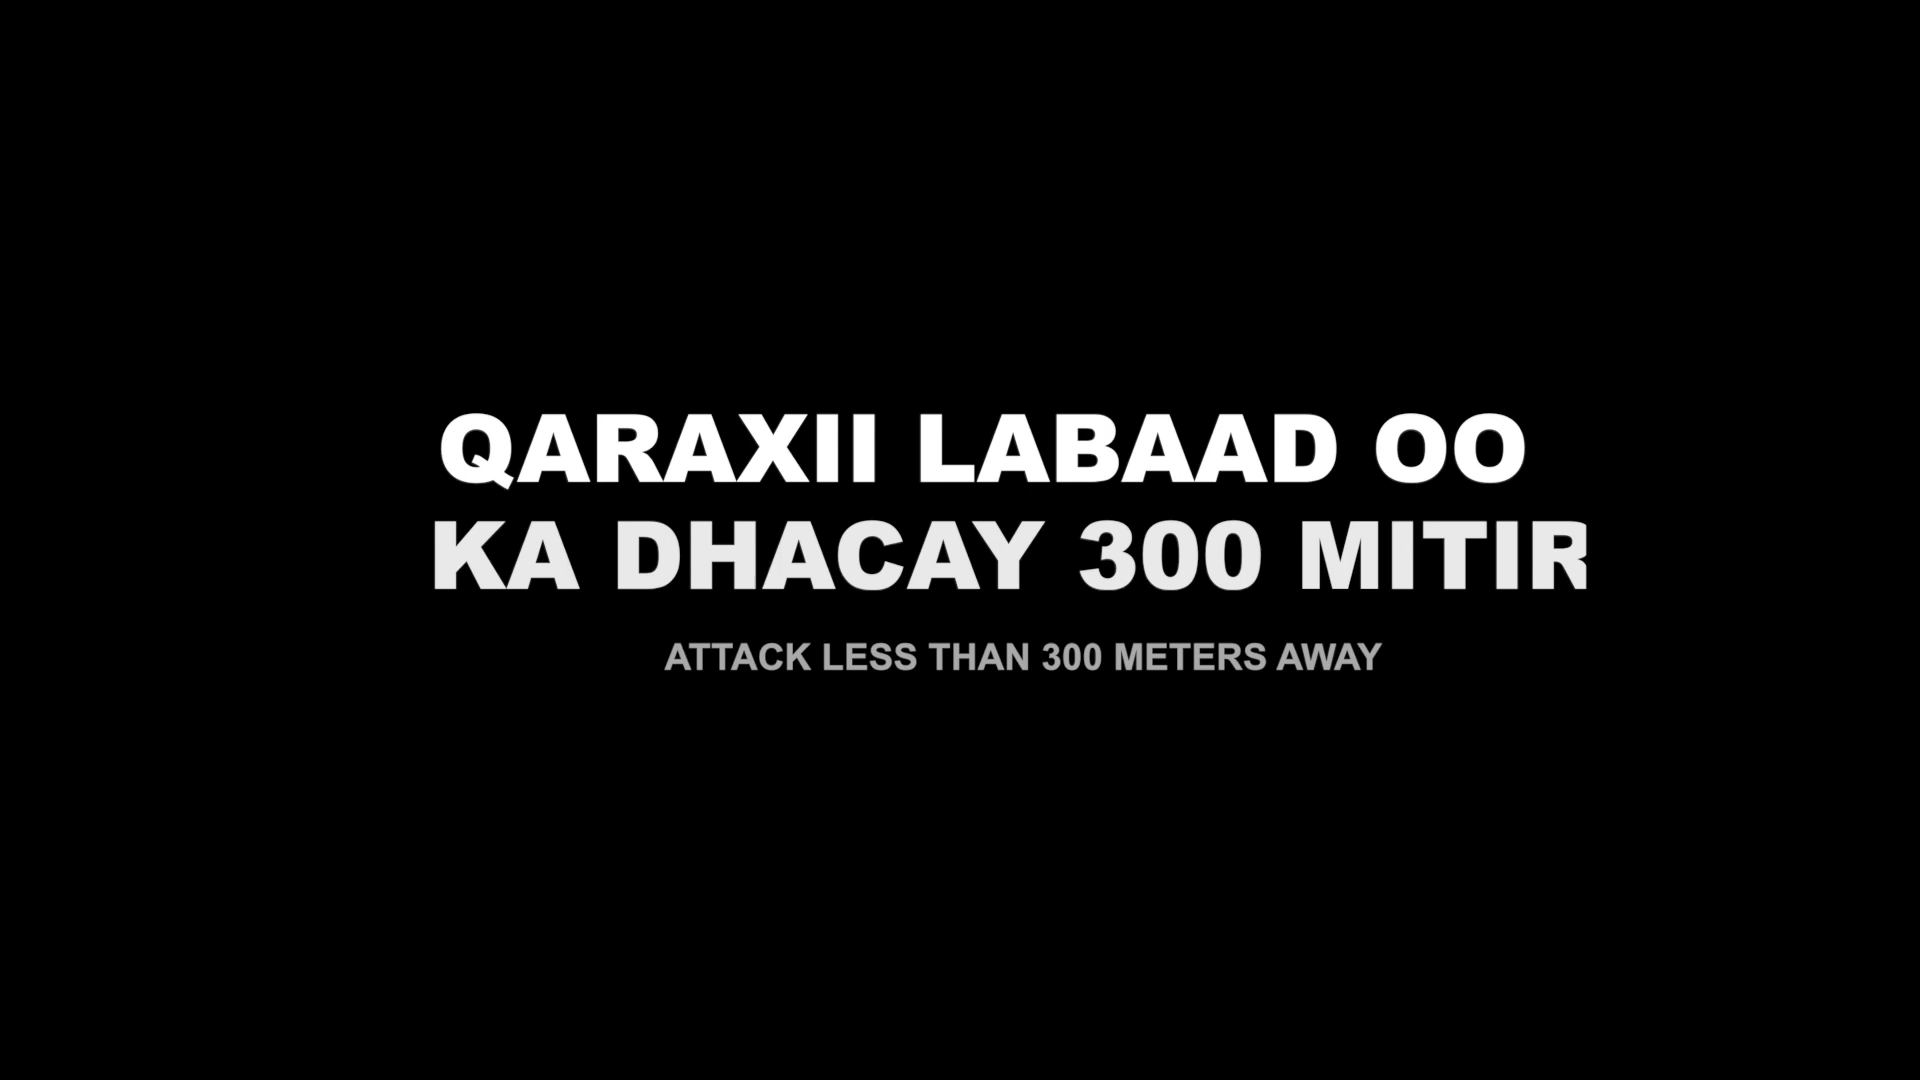 QARAXII LABAAD OO
KA DHACAY 300 MITIR
ATTACK LESS THAN 300 METERS AWAY